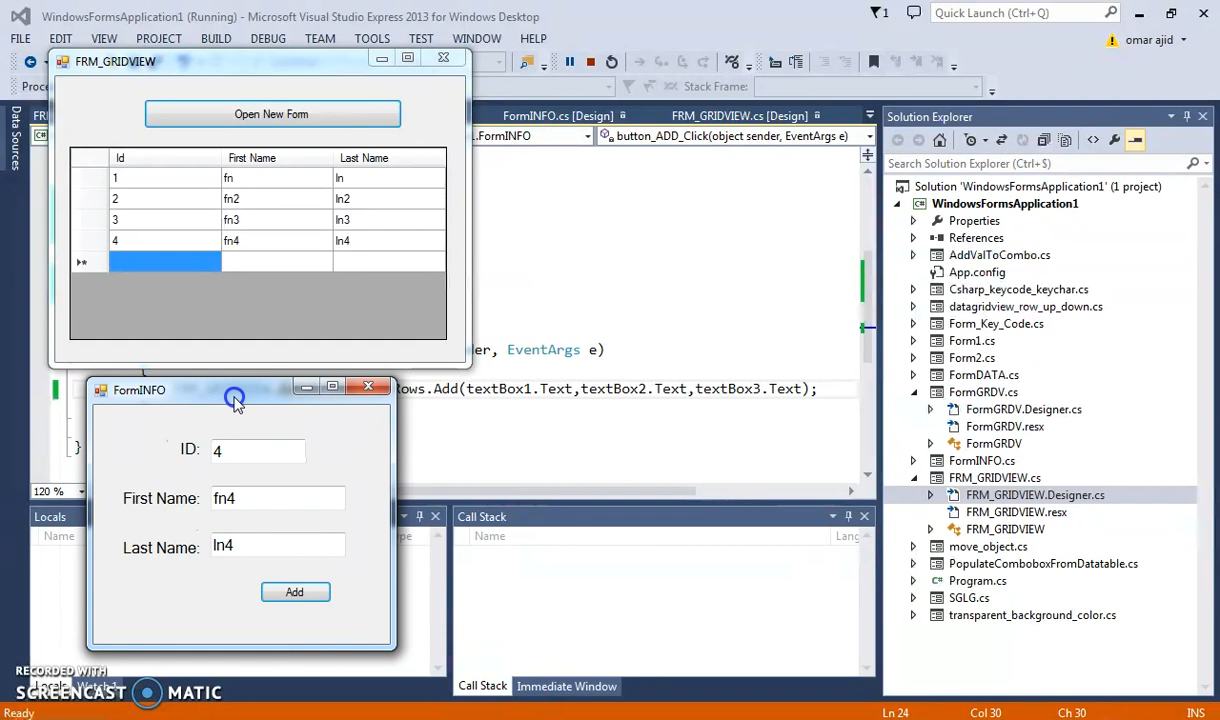 WindowsFormsApplication1 (Running) - Microsoft Visual Studio Express 2013 for Windows Desktop
1
Quick Launch (Ctrl+Q)
FILE EDIT VIEW PROJECT BUILD DEBUG TEAM TOOLS TEST WINDOW HELP
omar ajid
FRM_GRIDVIEW
Stack Frame:
Open New Form
FormINFO.cs [Design]
FRM_GRIDVIEW.cs [Design]
.FormINFO
button_ADD_Click(object sender, EventArgs e)
Data Sources
Id First Name Last Name
1 fn ln
2 fn2 ln2
3 fn3 ln3
4 fn4 ln4
er, EventArgs e)
Rows.Add(textBox1.Text,textBox2.Text,textBox3.Text);
}
FormINFO
ID: 4
First Name: fn4
Last Name: ln4
Add
120 %
Locals
Name
Call Stack
Name
Call Stack
Immediate Window
Solution Explorer
Search Solution Explorer (Ctrl+$)
Solution 'WindowsFormsApplication1' (1 project)
WindowsFormsApplication1
Properties
References
AddValToCombo.cs
App.config
Csharp_keycode_keychar.cs
datagridview_row_up_down.cs
Form_Key_Code.cs
Form1.cs
Form2.cs
FormDATA.cs
FormGRDV.cs
FormGRDV.Designer.cs
FormGRDV.resx
FormGRDV
FormINFO.cs
FRM_GRIDVIEW.cs
FRM_GRIDVIEW.Designer.cs
FRM_GRIDVIEW.resx
FRM_GRIDVIEW
move_object.cs
PopulateComboboxFromDatatable.cs
Program.cs
SGLG.cs
transparent_background_color.cs
RECORDED WITH
SCREENCAST MATIC
Ready
Ln 24
Col 30
Ch 30
INS